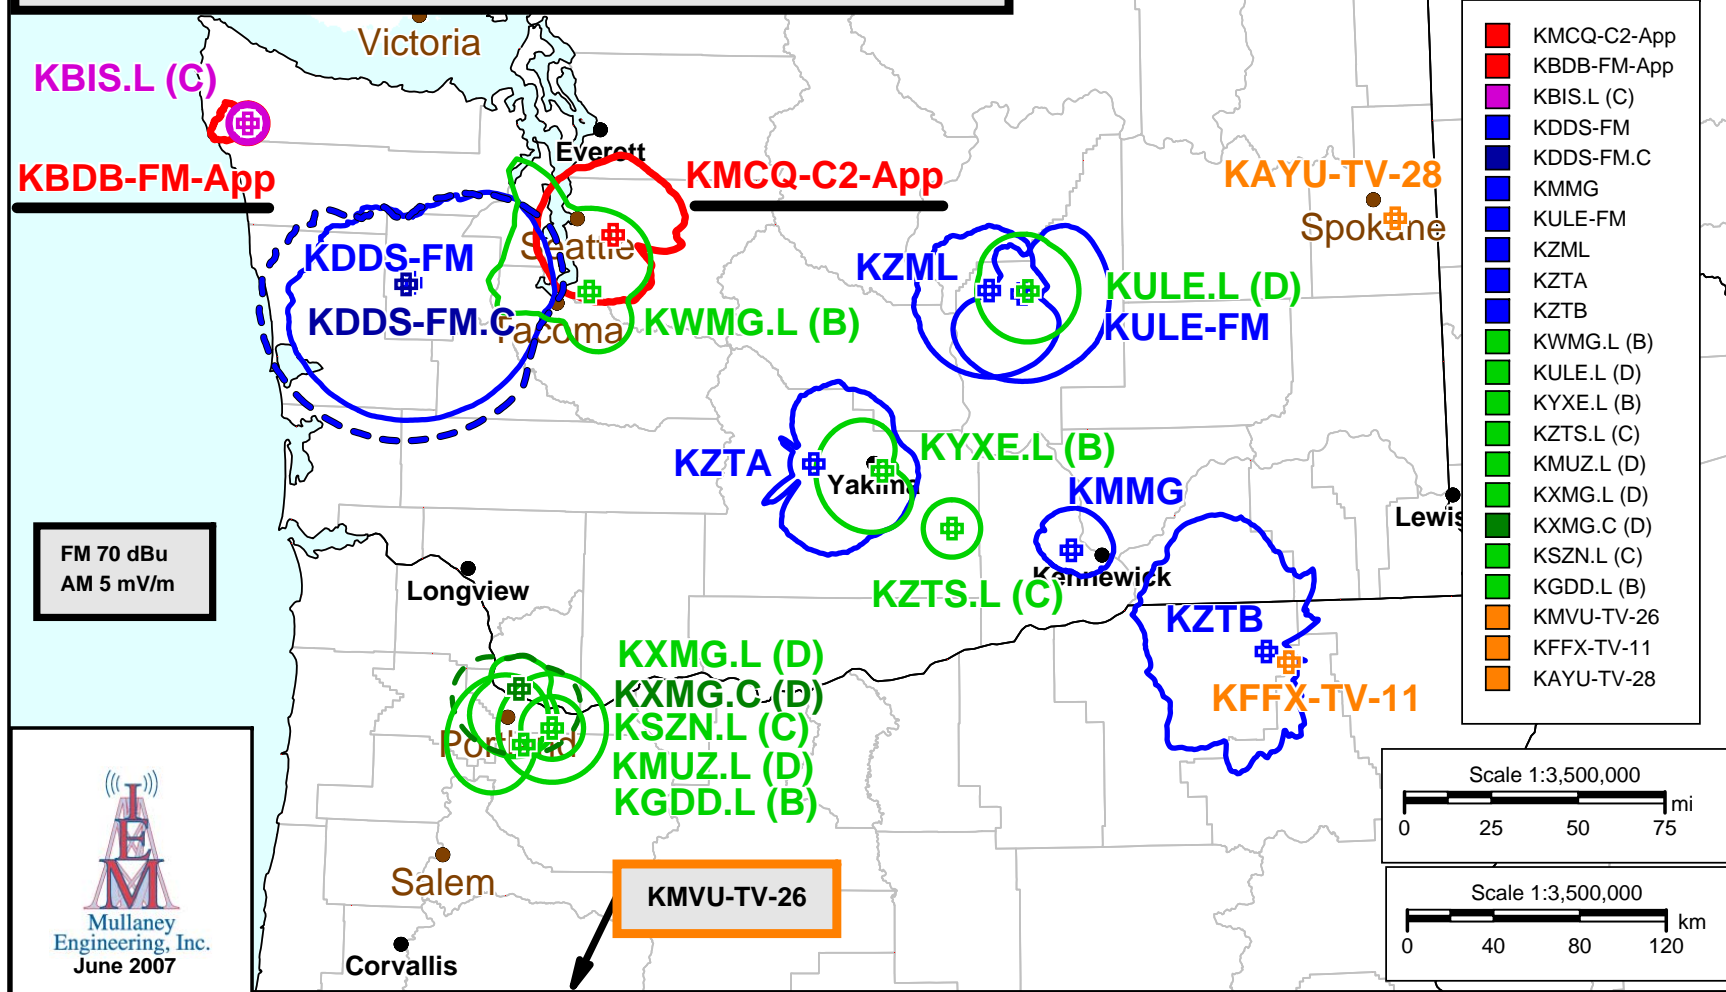 Victoria
KBIS.L (C)
Everett
KBDB-FM-App
KMCQ-C2-App
KAYU-TV-28
Spokane
Seattle
KDDS-FM
KZML
KULE.L (D)
KDDS-FM.C
Tacoma
KWMG.L (B)
KULE-FM
KZTA
KYXE.L (B)
Yakima
KMMG
Lewis
FM 70 dBu
AM 5 mV/m
Longview
KZTS.L (C)
Kennewick
KZTB
KXMG.L (D)
KXMG.C (D)
KFFX-TV-11
KSZN.L (C)
Portland
KMUZ.L (D)
KGDD.L (B)
Salem
KMVU-TV-26
Corvallis
IEM
Mullaney
Engineering, Inc.
June 2007
KMCQ-C2-App
KBDB-FM-App
KBIS.L (C)
KDDS-FM
KDDS-FM.C
KMMG
KULE-FM
KZML
KZTA
KZTB
KWMG.L (B)
KULE.L (D)
KYXE.L (B)
KZTS.L (C)
KMUZ.L (D)
KXMG.L (D)
KXMG.C (D)
KSZN.L (C)
KGDD.L (B)
KMVU-TV-26
KFFX-TV-11
KAYU-TV-28
Scale 1:3,500,000
mi
0 25 50 75
Scale 1:3,500,000
km
0 40 80 120